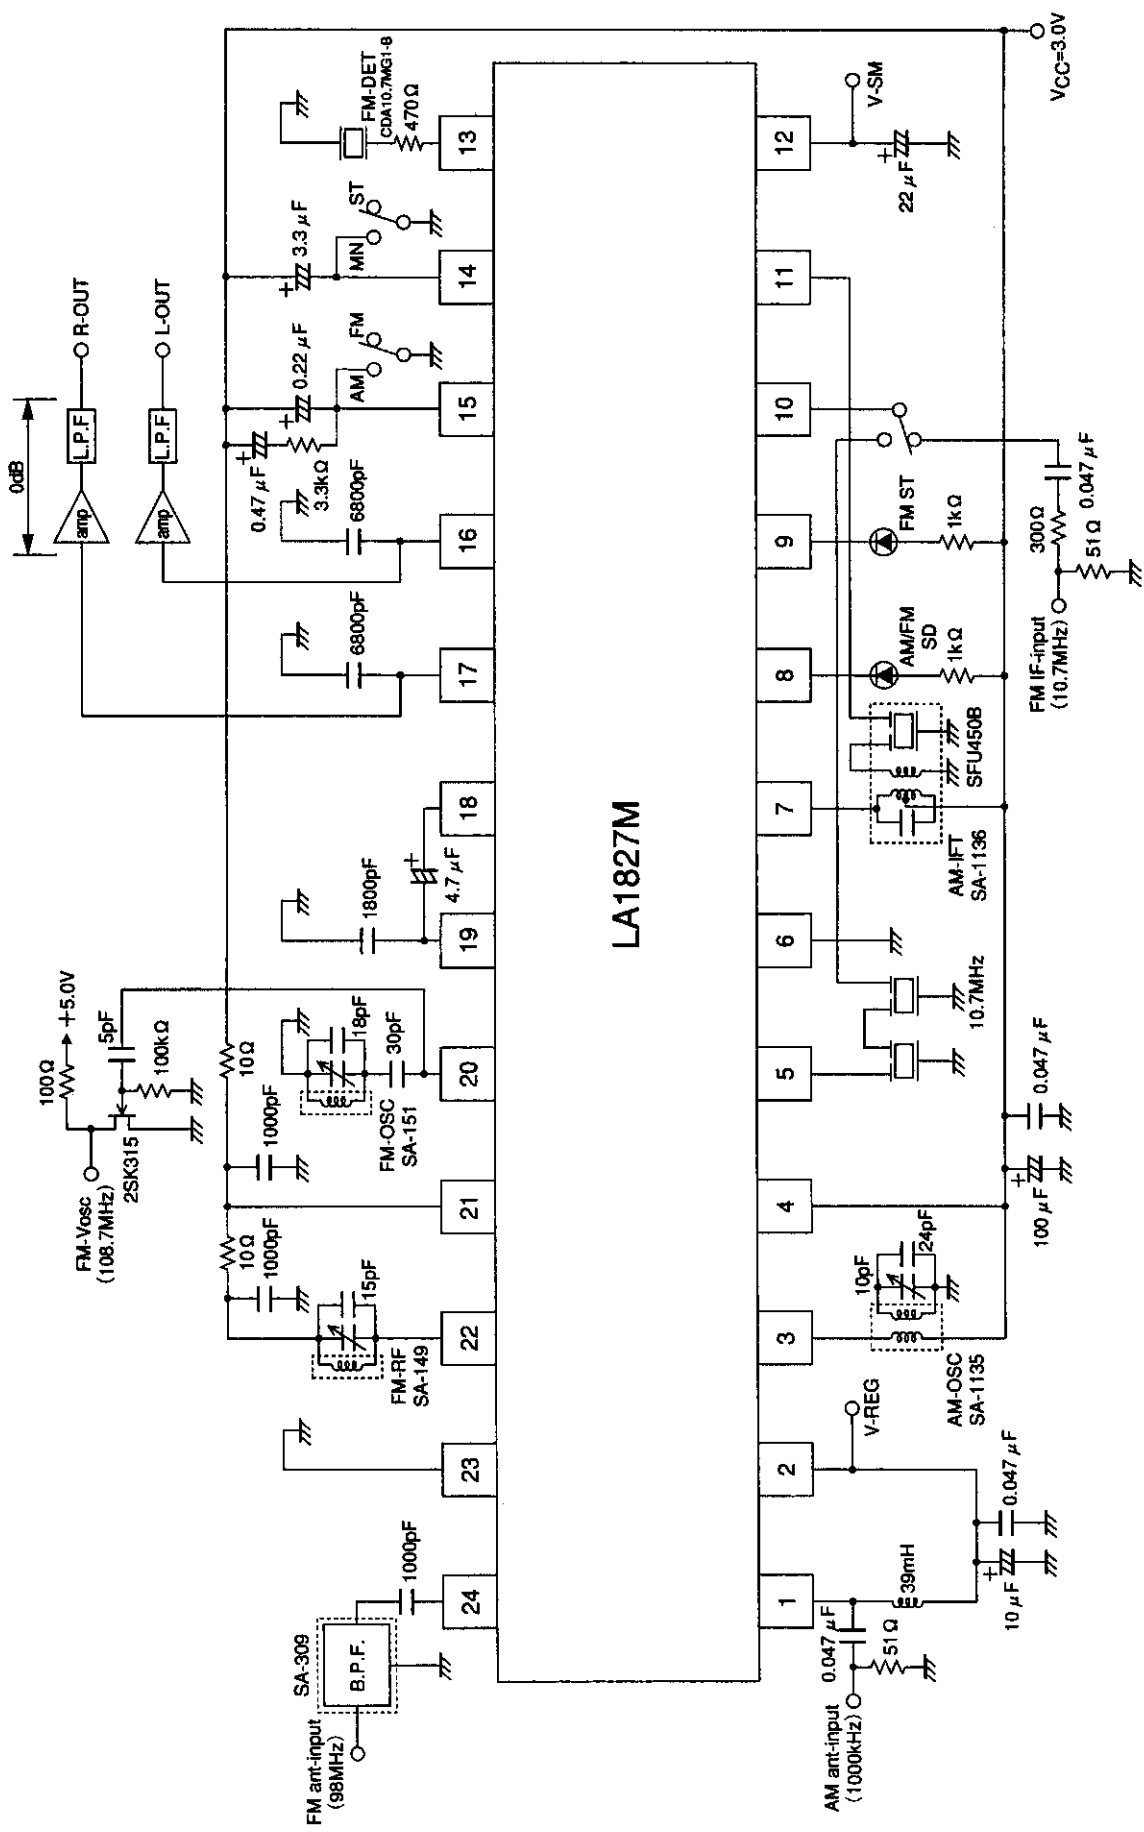 SA-309
B.P.F.
FM ant-input
(98MHz)
1000pF
FM-RF
SA-149
15pF
10Ω
1000pF
FM-Vosc
(108.7MHz)
100Ω
+5.0V
5pF
100kΩ
2SK315
1000pF
10Ω
FM-OSC
SA-151
18pF
30pF
1800pF
4.7μF
+
6800pF
6800pF
amp
L.P.F
R-OUT
amp
L.P.F
L-OUT
0dB
0.47μF
+
3.3kΩ
0.22μF
+
AM
FM
3.3μF
+
MN
ST
FM-DET
CDA10.7MG1-B
470Ω
24
23
22
21
20
19
18
17
16
15
14
13
LA1827M
1
2
3
4
5
6
7
8
9
10
11
12
AM ant-input
(1000kHz)
0.047μF
51Ω
39mH
+
10μF
0.047μF
V-REG
AM-OSC
SA-1135
10pF
24pF
+
100μF
0.047μF
10.7MHz
AM-IFT
SA-1136
SFU450B
AM/FM
SD
1kΩ
FM ST
1kΩ
FM IF-input
(10.7MHz)
300Ω
51Ω
0.047μF
22μF
+
V-SM
VCC=3.0V